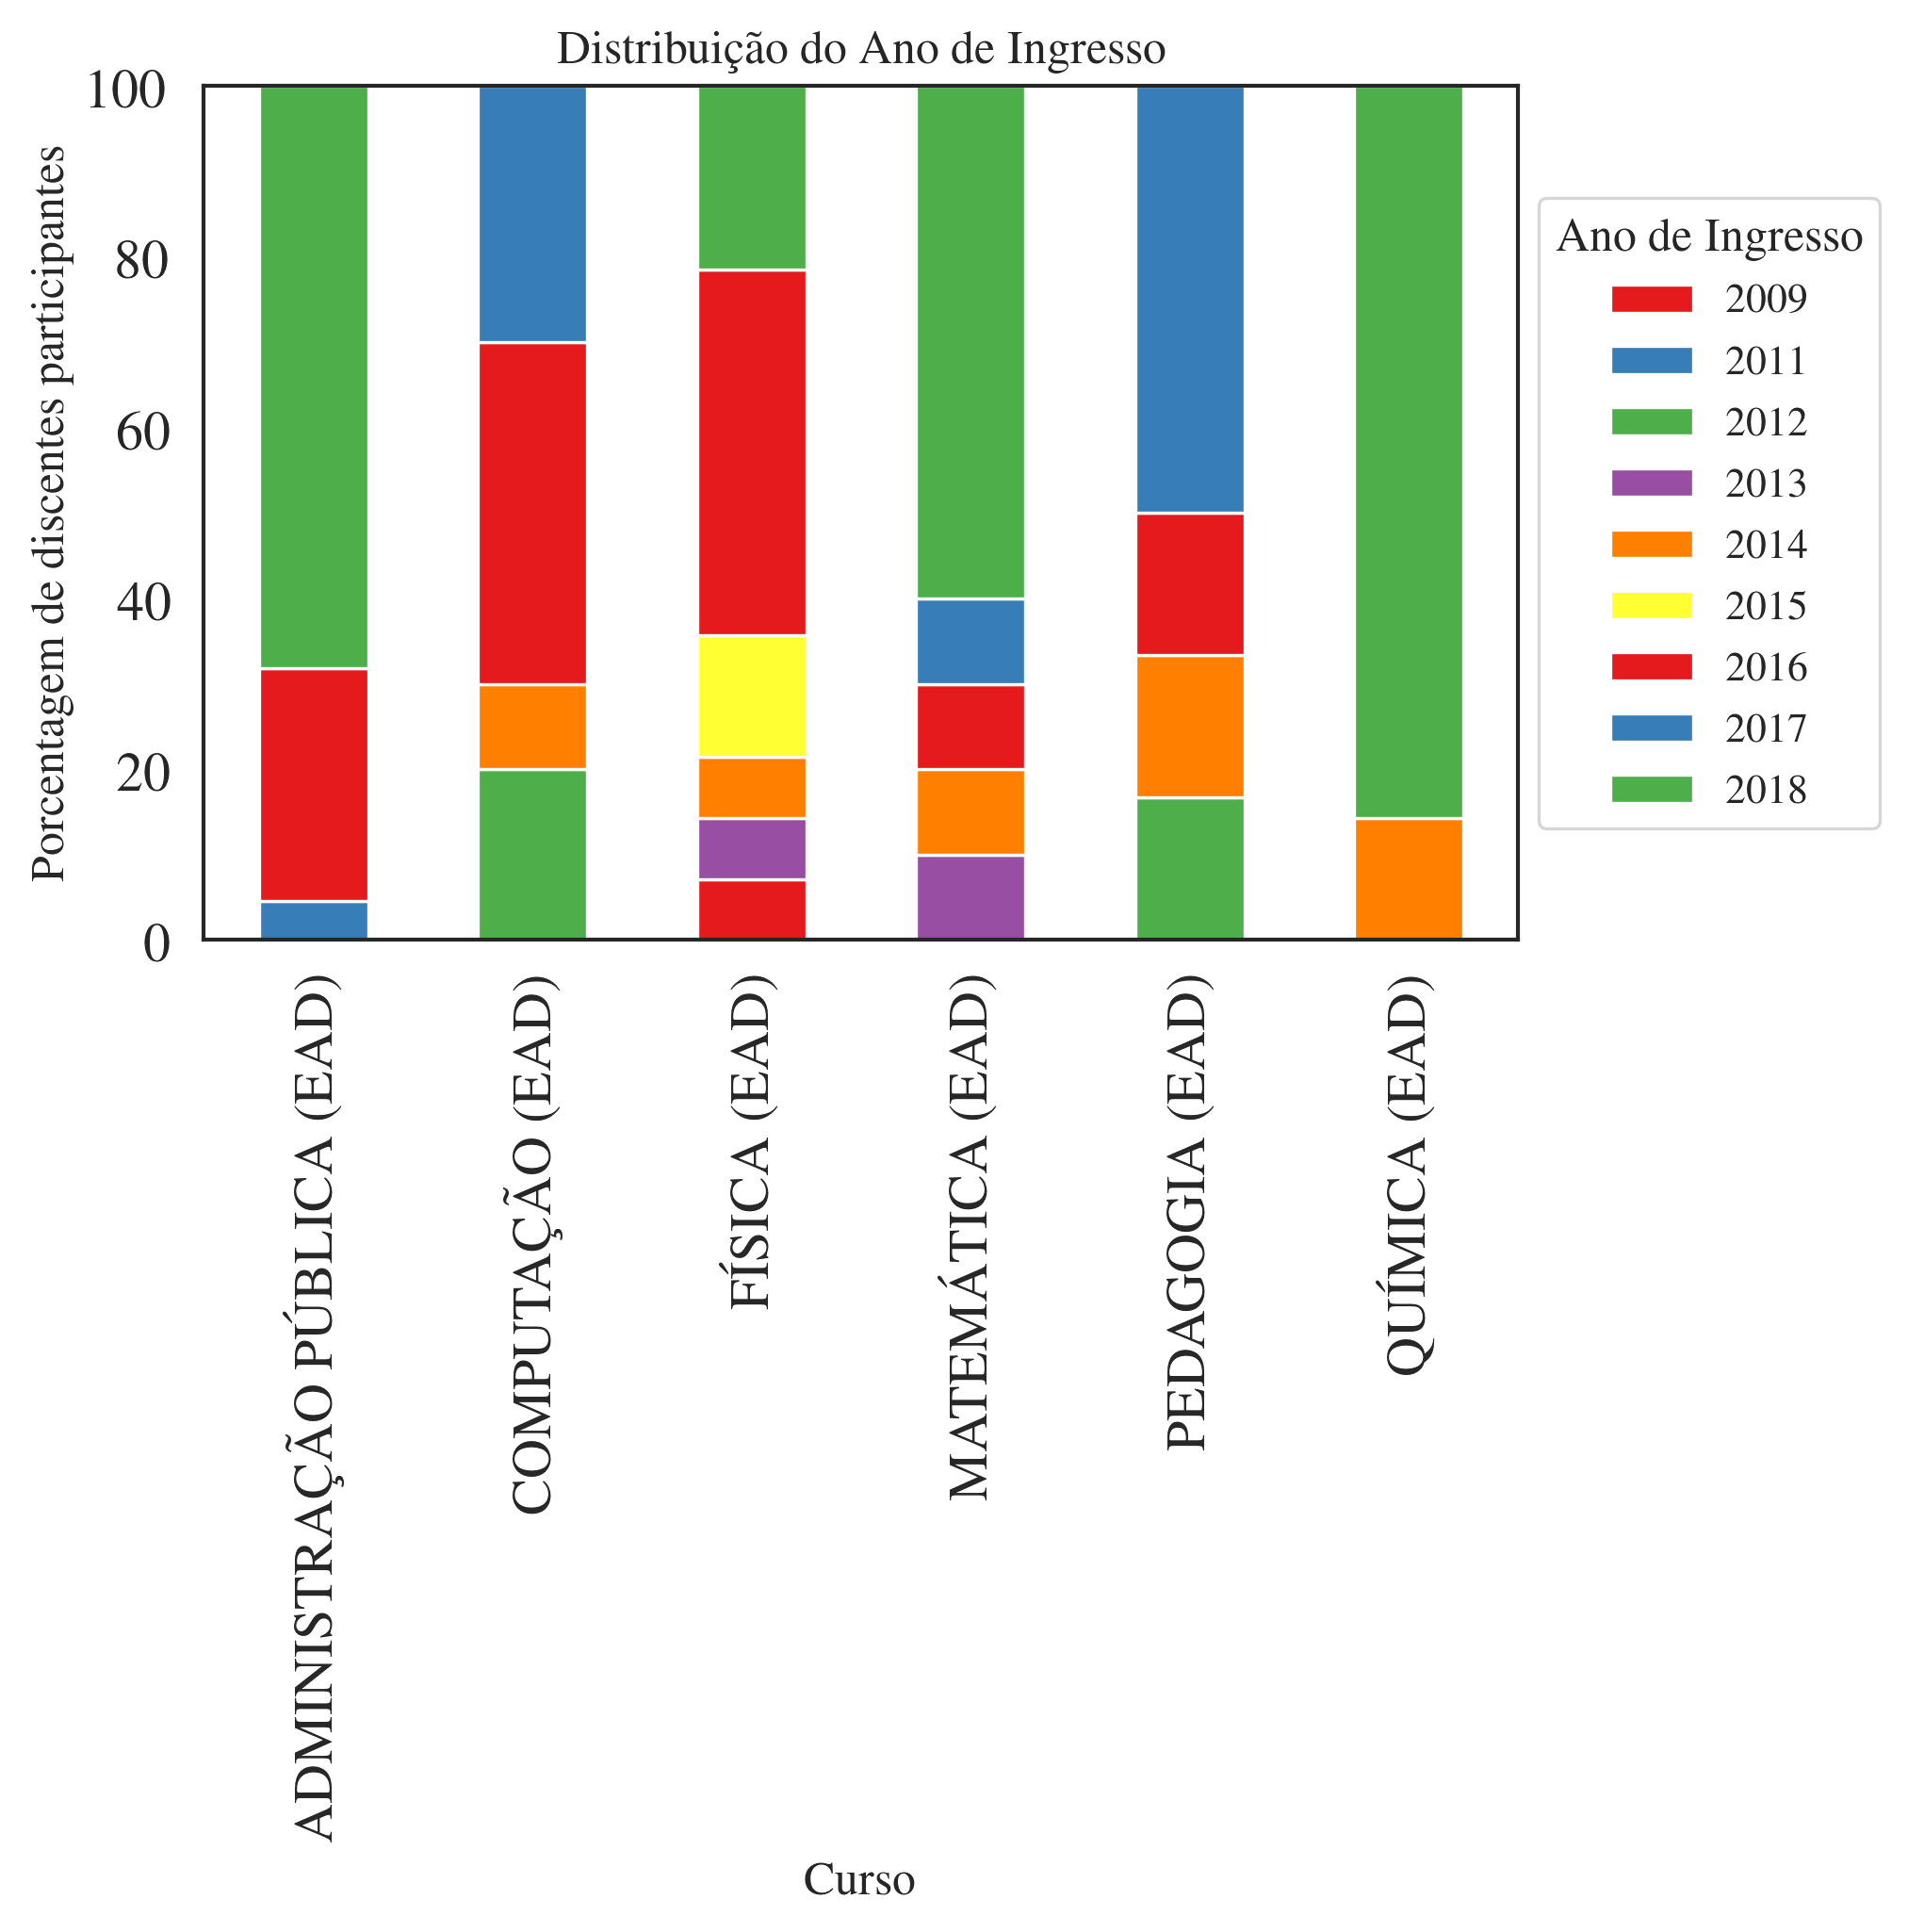 Distribuição do Ano de Ingresso
Porcentagem de discentes participantes
100
80
60
40
20
0
Ano de Ingresso
2009
2011
2012
2013
2014
2015
2016
2017
2018
ADMINISTRAÇÃO PÚBLICA (EAD)
COMPUTAÇÃO (EAD)
FÍSICA (EAD)
MATEMÁTICA (EAD)
PEDAGOGIA (EAD)
QUÍMICA (EAD)
Curso